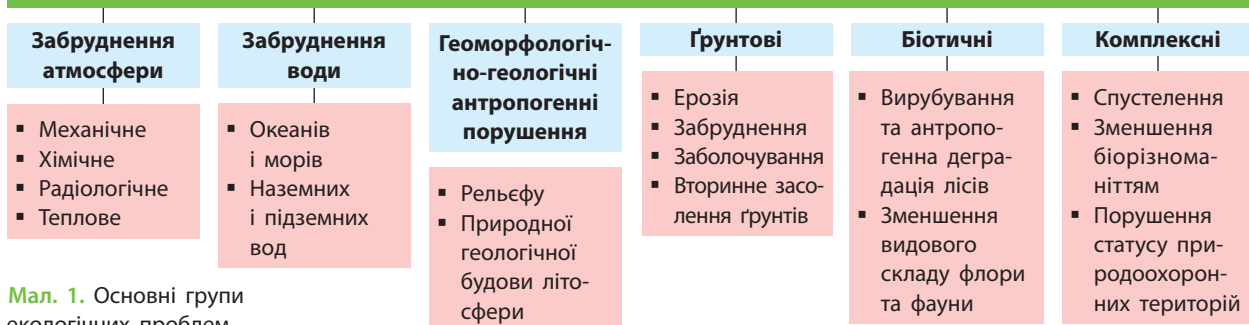 Забруднення
атмосфери
▪ Механічне
▪ Хімічне
▪ Радіологічне
▪ Теплове
Забруднення
води
▪ Океанів
і морів
▪ Наземних
і підземних
вод
Геоморфологіч-
но-геологічні
антропогенні
порушення
▪ Рельєфу
▪ Природної
геологічної
будови літо-
сфери
Ґрунтові
▪ Ерозія
▪ Забруднення
▪ Заболочування
▪ Вторинне засо-
лення ґрунтів
Біотичні
▪ Вирубування
та антропо-
генна дегра-
дація лісів
▪ Зменшення
видового
складу флори
та фауни
Комплексні
▪ Спустелення
▪ Зменшення
біорізнома-
ніттям
▪ Порушення
статусу при-
родоохорон-
них територій
Мал. 1. Основні групи
екологічних проблем